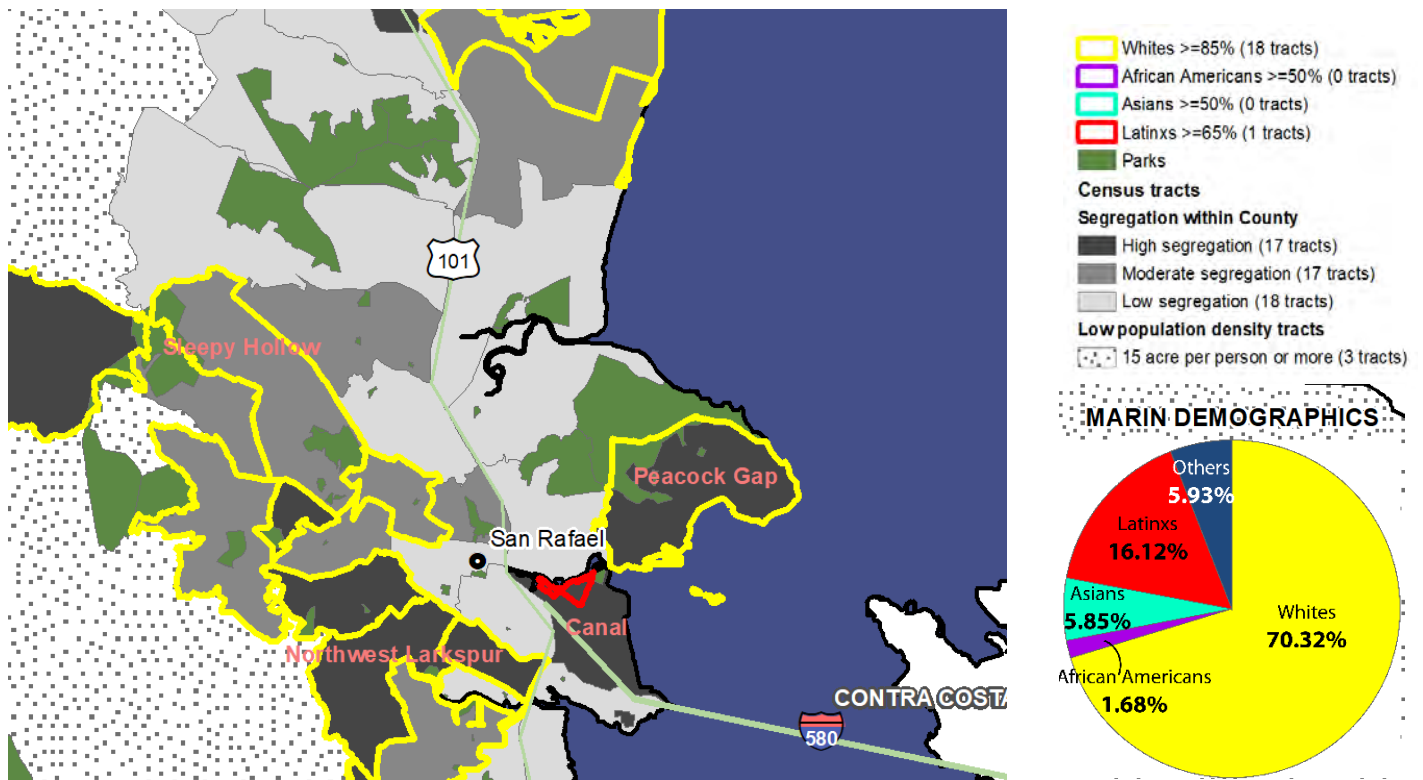 101
Sleepy Hollow
Peacock Gap
San Rafael
Canal
Northwest Larkspur
CONTRA COSTA
580
Whites >=85% (18 tracts)
African Americans >=50% (0 tracts)
Asians >=50% (0 tracts)
Latinxs >=65% (1 tracts)
Parks
Census tracts
Segregation within County
High segregation (17 tracts)
Moderate segregation (17 tracts)
Low segregation (18 tracts)
Low population density tracts
15 acre per person or more (3 tracts)
MARIN DEMOGRAPHICS
Others
5.93%
Latinxs
16.12%
Asians
5.85%
Whites
70.32%
African Americans
1.68%